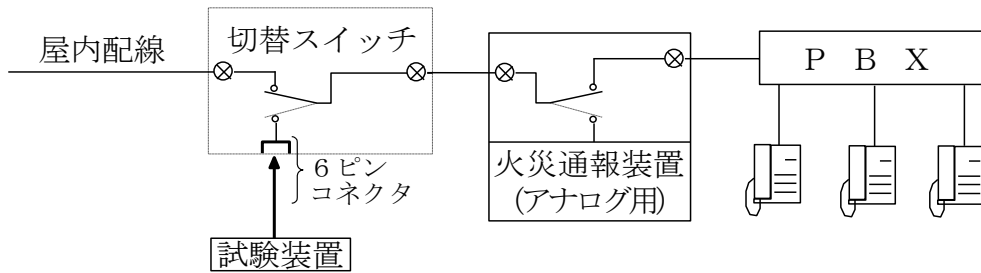 屋内配線
切替スイッチ
６ピン
コネクタ
試験装置
火災通報装置
(アナログ用)
ＰＢＸ